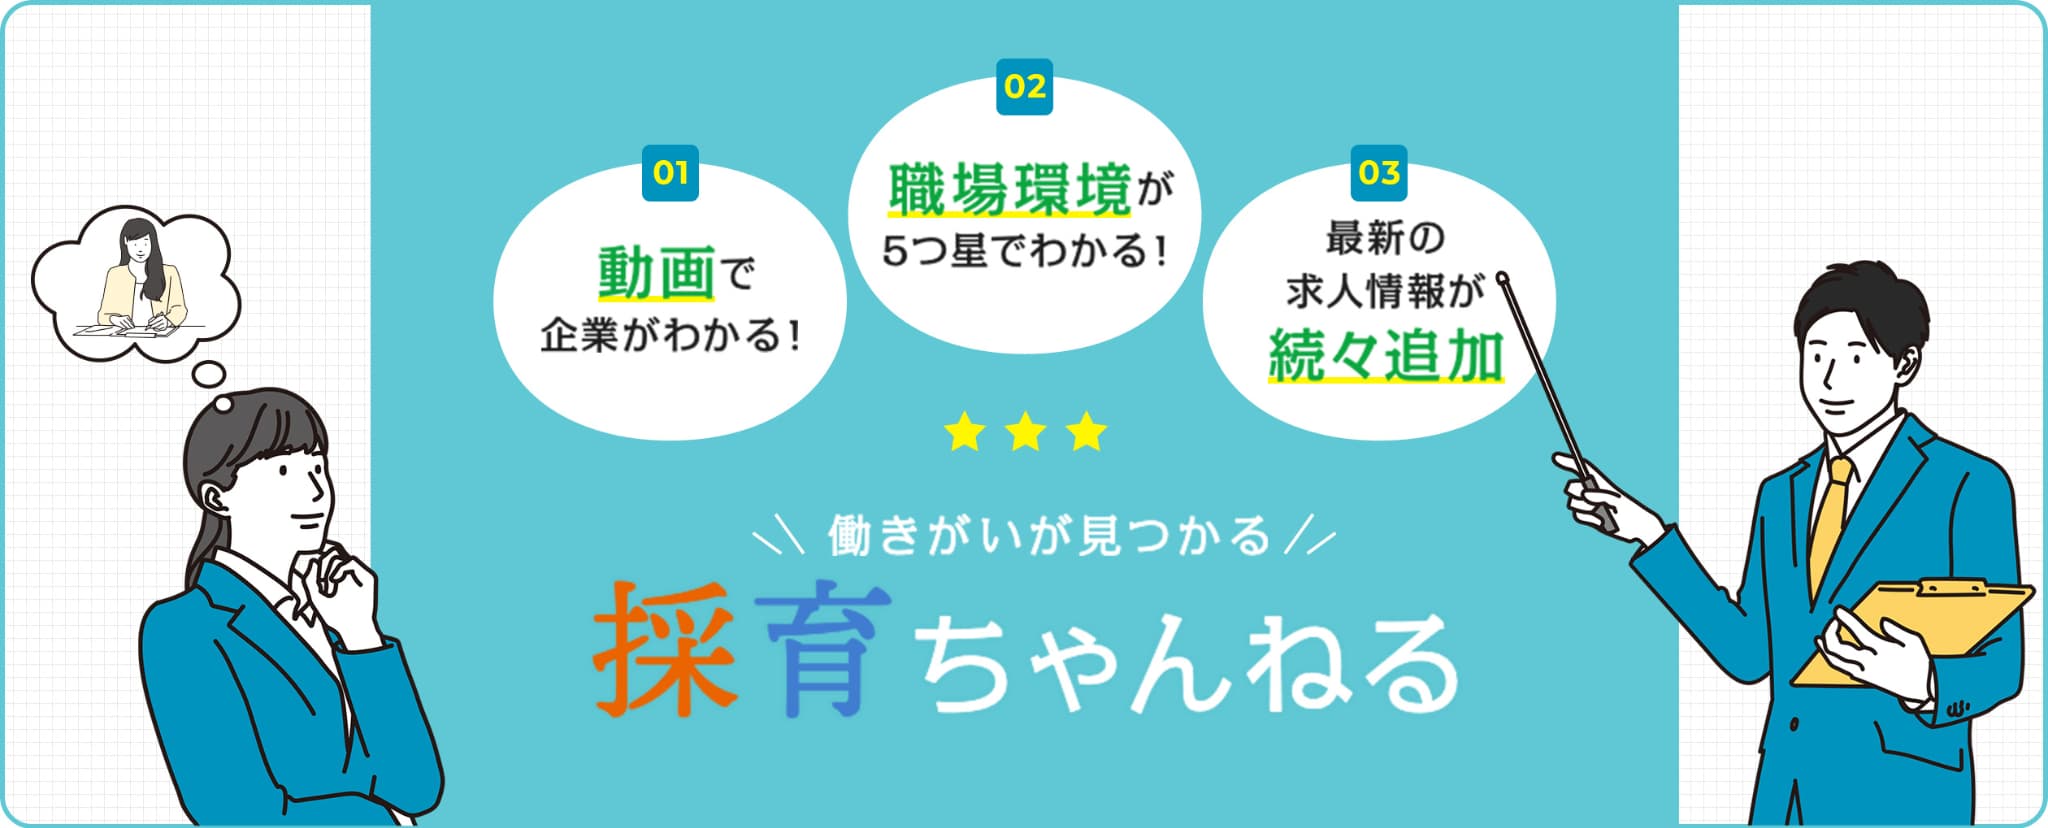 01
動画で
企業がわかる!
02
職場環境が
5つ星でわかる!
03
最新の
求人情報が
続々追加
働きがいが見つかる
採育ちゃんねる